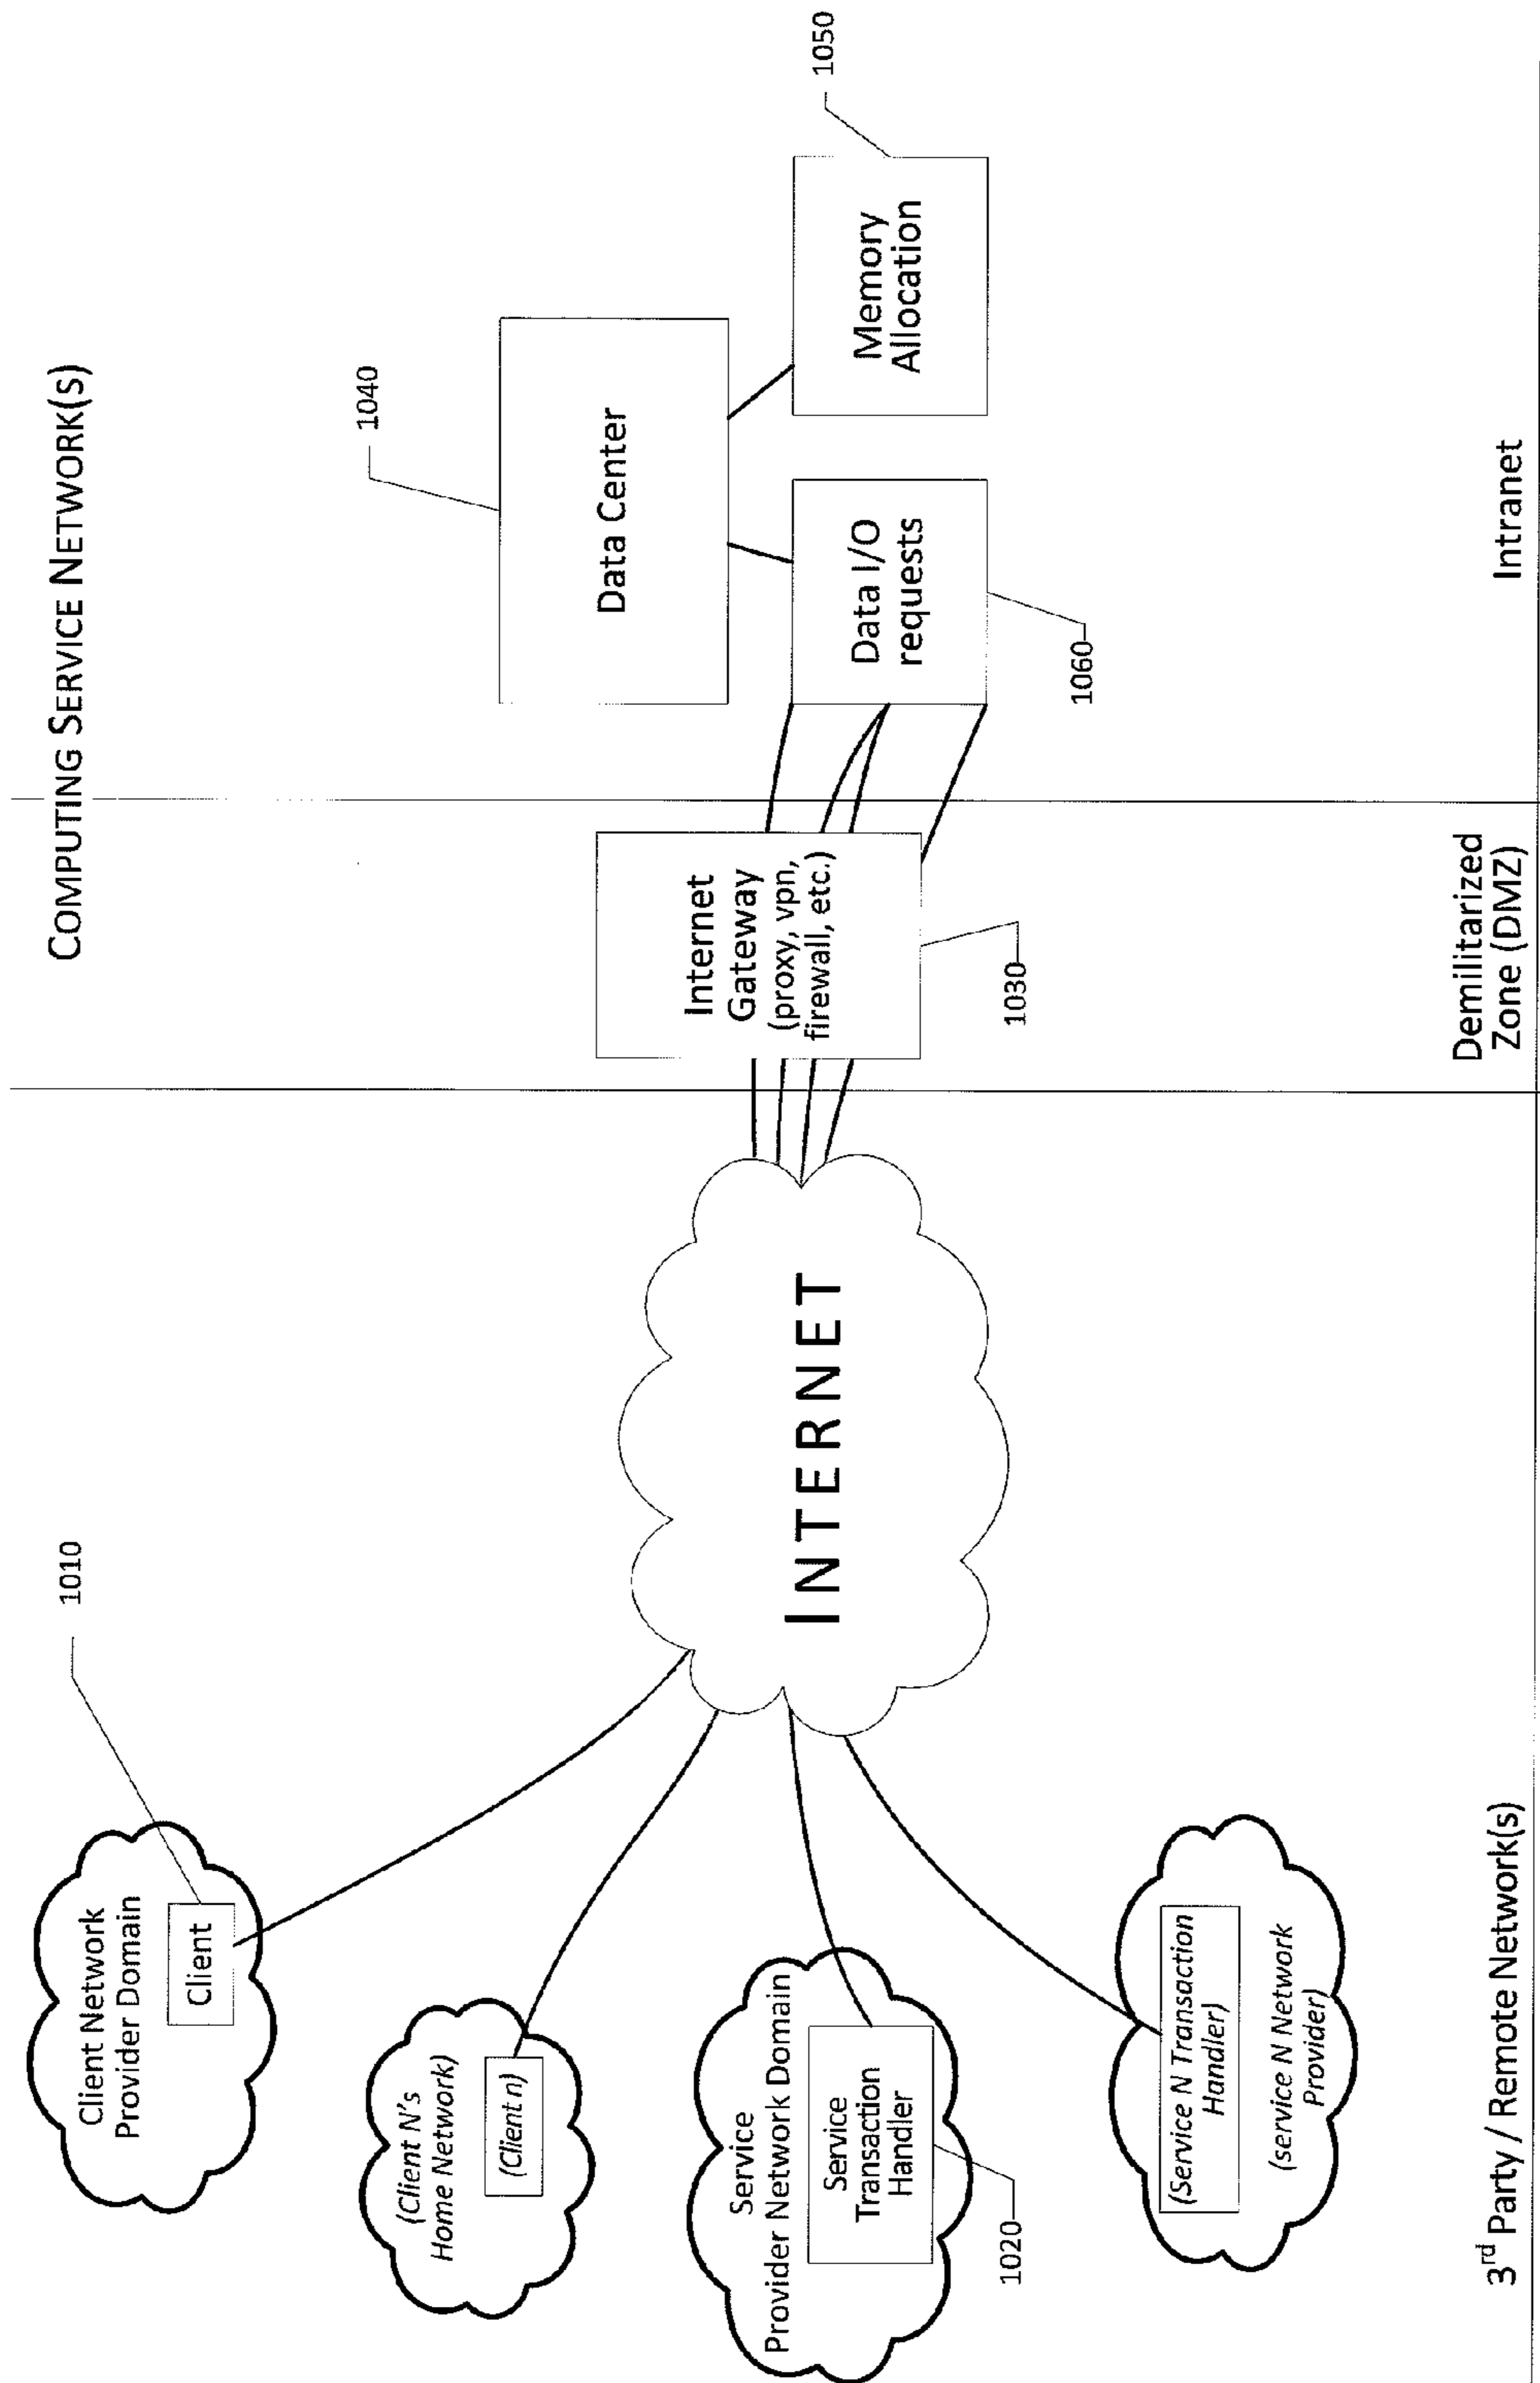 COMPUTING SERVICE NETWORK(S)
1010
Client Network
Provider Domain
Client
(Client N's
Home Network)
(Client n)
Service
Provider Network Domain
Service
Transaction
Handler
1020
(Service N Transaction
Handler)
(service N Network
Provider)
INTERNET
Internet
Gateway
(proxy, vpn,
firewall, etc.)
1030
1040
Data Center
Data I/O
requests
1060
Memory
Allocation
1050
3rd Party / Remote Network(s)
Demilitarized
Zone (DMZ)
Intranet